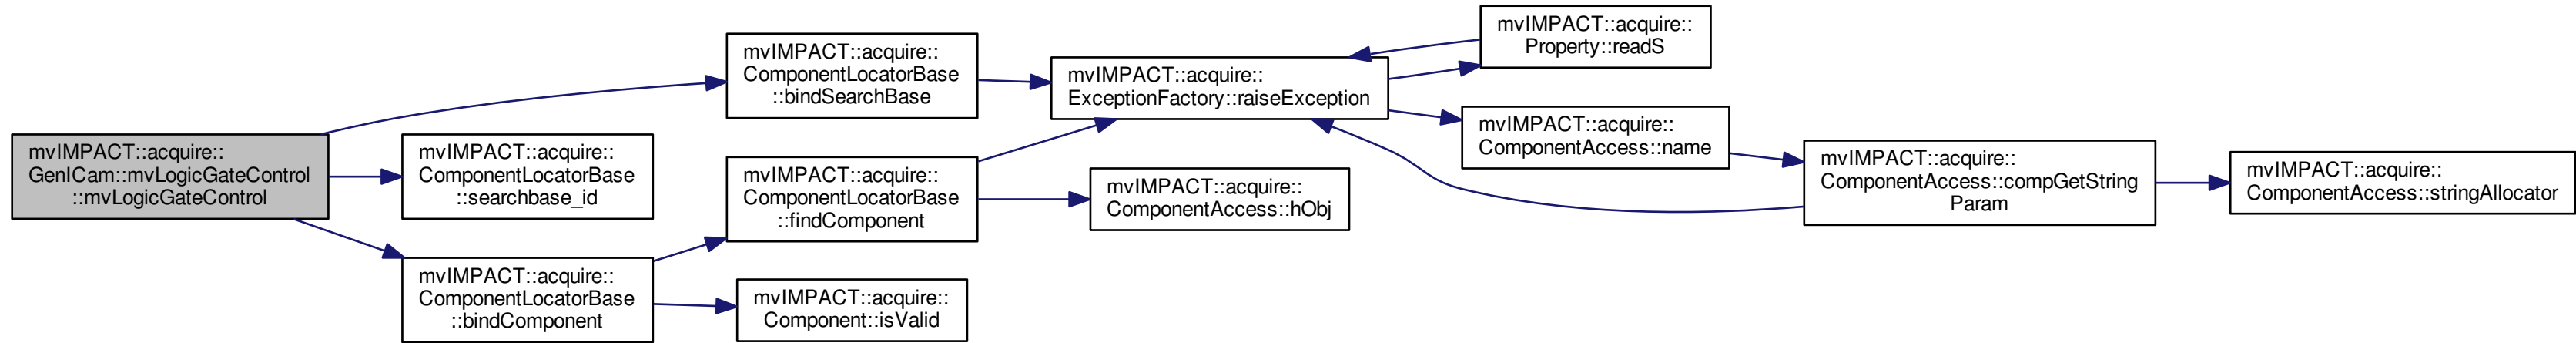 mvIMPACT::acquire::
GenICam::mvLogicGateControl
::mvLogicGateControl
mvIMPACT::acquire::
ComponentLocatorBase
::bindSearchBase
mvIMPACT::acquire::
ComponentLocatorBase
::searchbase_id
mvIMPACT::acquire::
ComponentLocatorBase
::findComponent
mvIMPACT::acquire::
ComponentLocatorBase
::bindComponent
mvIMPACT::acquire::
Component::isValid
mvIMPACT::acquire::
ExceptionFactory::raiseException
mvIMPACT::acquire::
ComponentAccess::hObj
mvIMPACT::acquire::
Property::readS
mvIMPACT::acquire::
ComponentAccess::name
mvIMPACT::acquire::
ComponentAccess::compGetString
Param
mvIMPACT::acquire::
ComponentAccess::stringAllocator